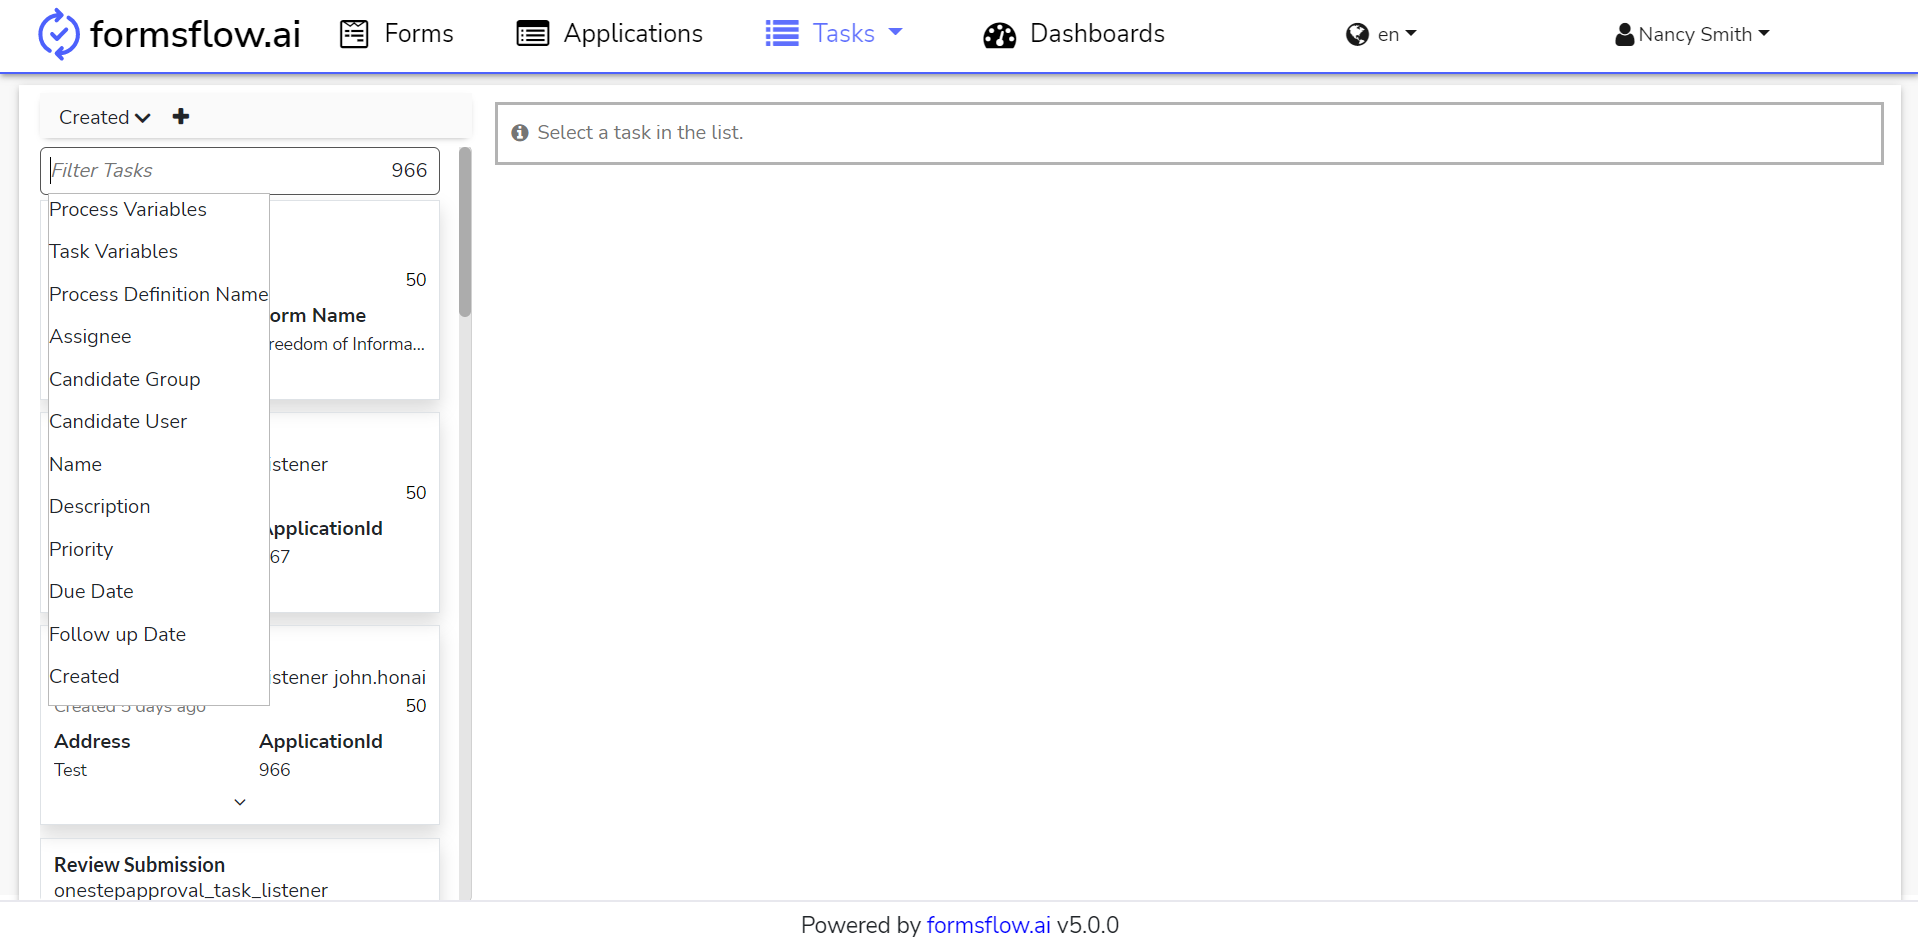 formsflow.ai Forms Applications Tasks Dashboards en Nancy Smith
Created
Select a task in the list.
Filter Tasks 966
Process Variables
Task Variables
50
Process Definition Name
orm Name
Assignee
reedom of Informa...
Candidate Group
Candidate User
Name
istener
50
Description
pplicationId
Priority
67
Due Date
Follow up Date
Created
istener john.honai
Created 5 days ago 50
Address ApplicationId
Test 966
Review Submission
onestepapproval_task_listener
Powered by formsflow.ai v5.0.0